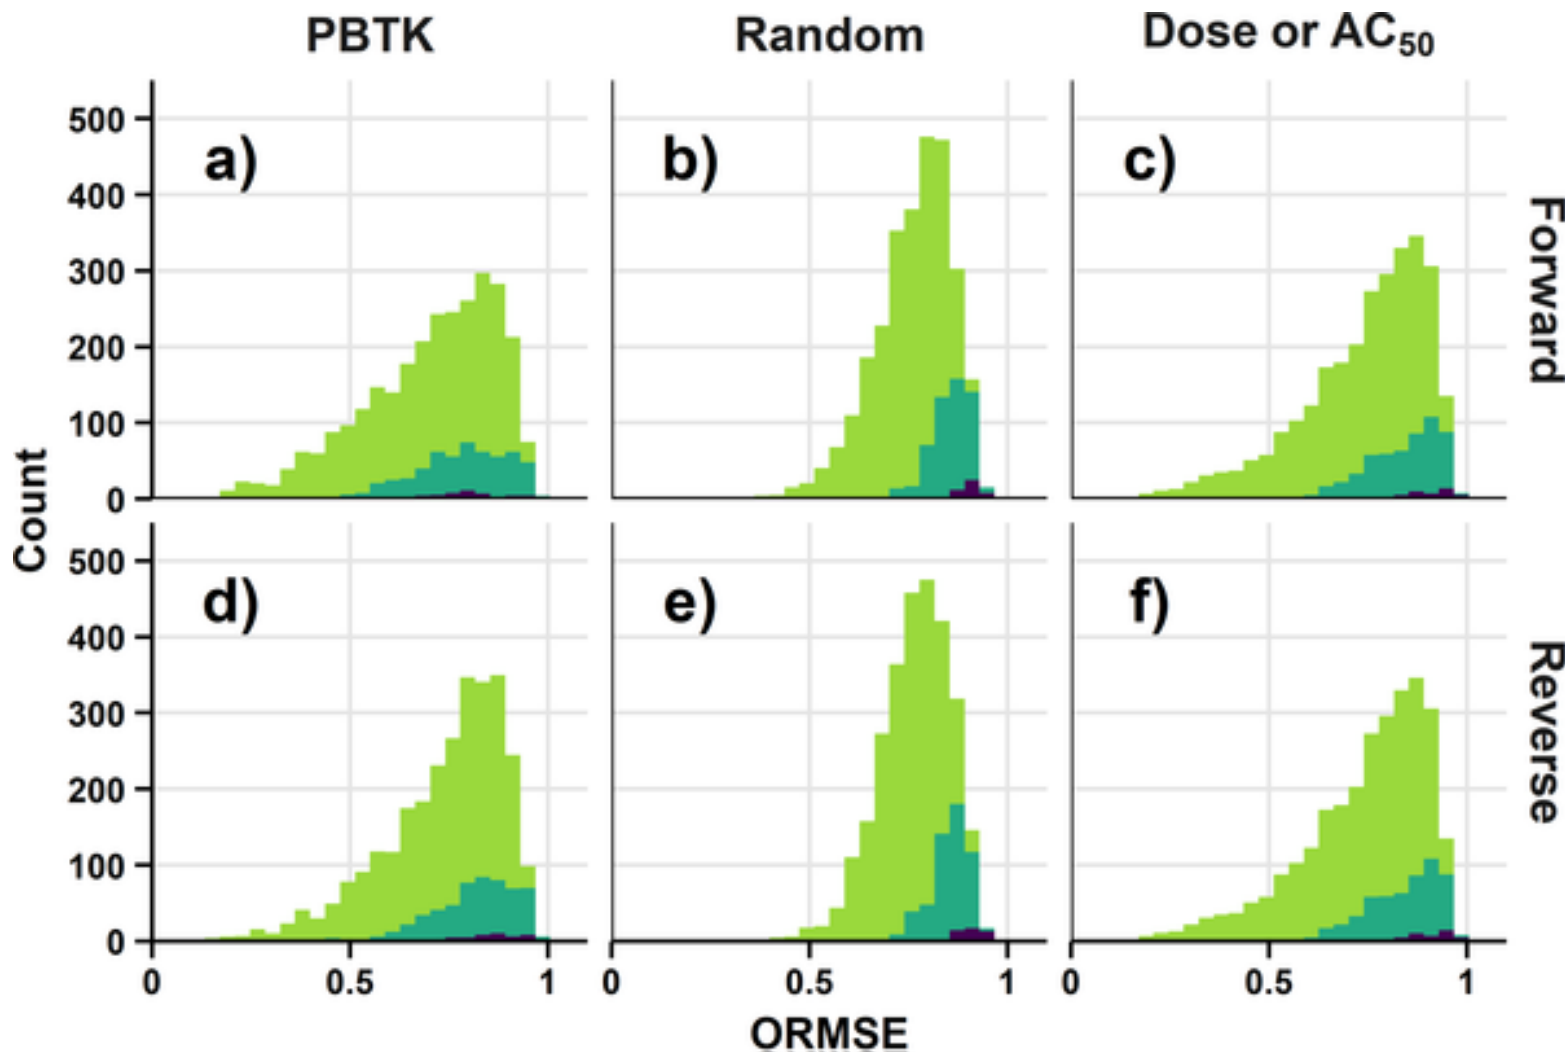 PBTK Random Dose or AC₅₀
500
400
300
200
100
0
a) b) c)
Forward
Count
500
400
300
200
100
0
d) e) f)
Reverse
0 0.5 1 0 0.5 1 0 0.5 1
ORMSE